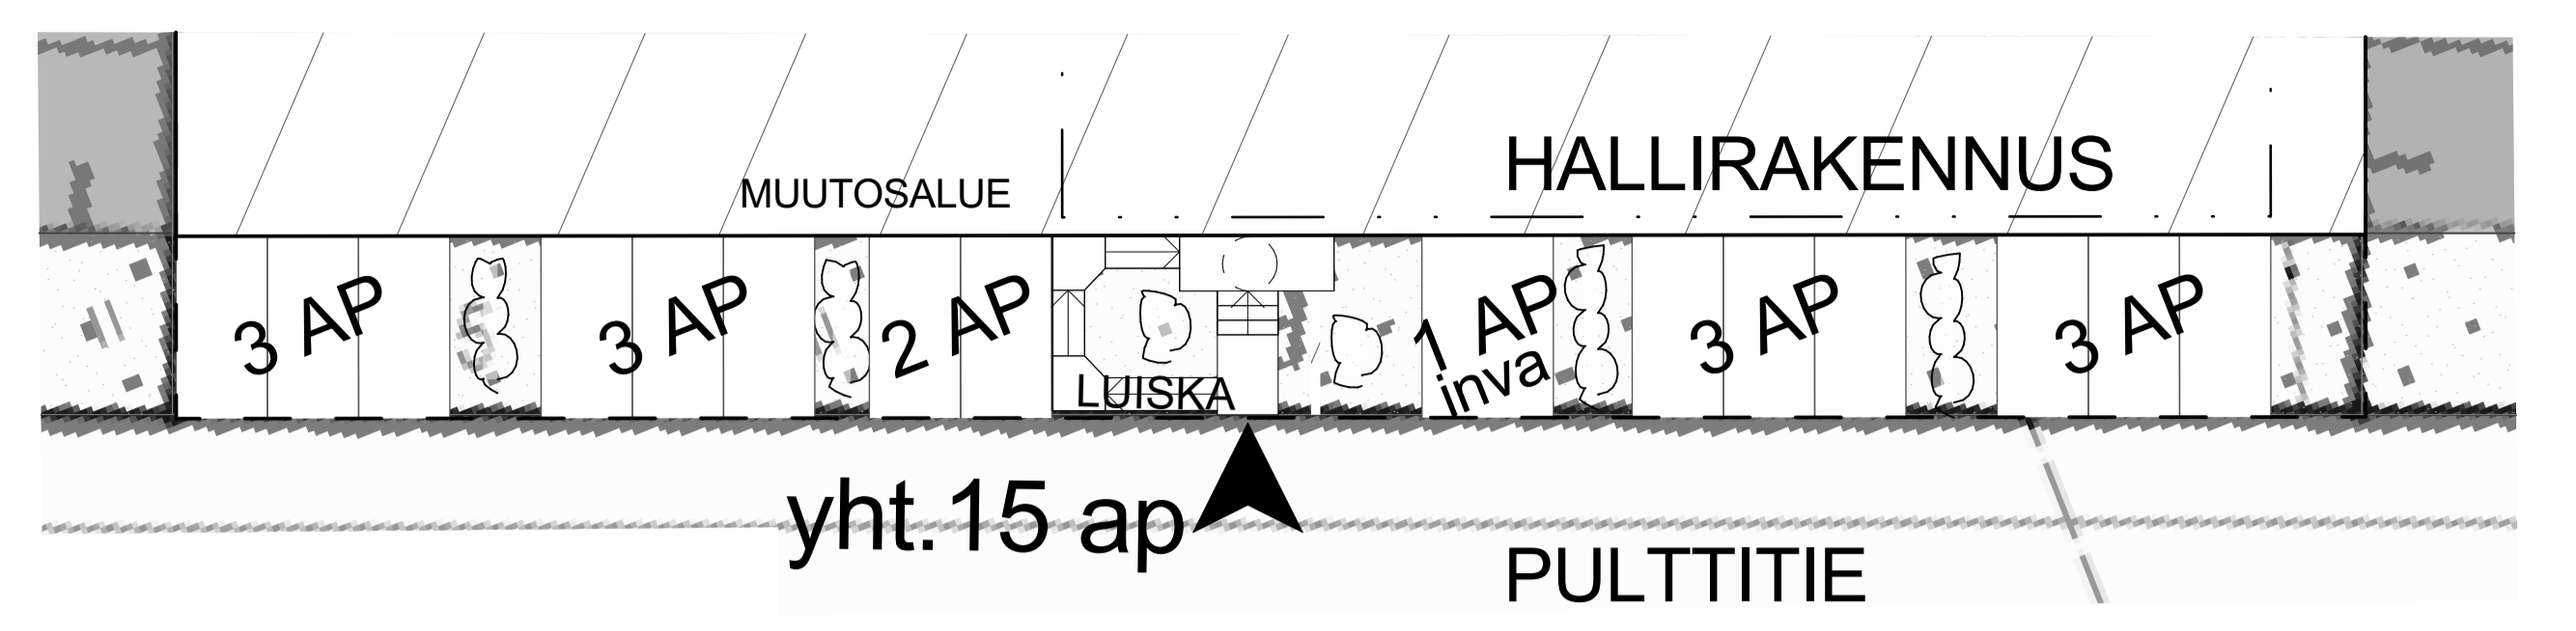 HALLIRAKENNUS
MUUTOSALUE
3 AP
3 AP
2 AP
LUISKA
1 AP
inva
3 AP
3 AP
yht.15 ap
PULTTITIE